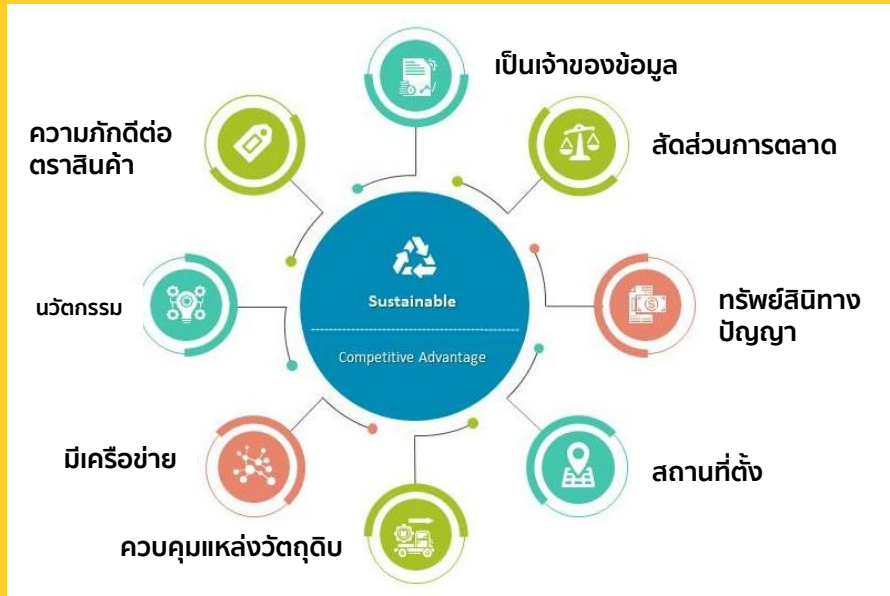 เป็นเจ้าของข้อมูล
สัดส่วนการตลาด
ทรัพย์สินิทาง
ปัญญา
สถานที่ตั้ง
ควบคุมแหล่งวัตถุดิบ
มีเครือข่าย
นวัตกรรม
ความภักดีต่อ
ตราสินค้า
Sustainable
Competitive Advantage